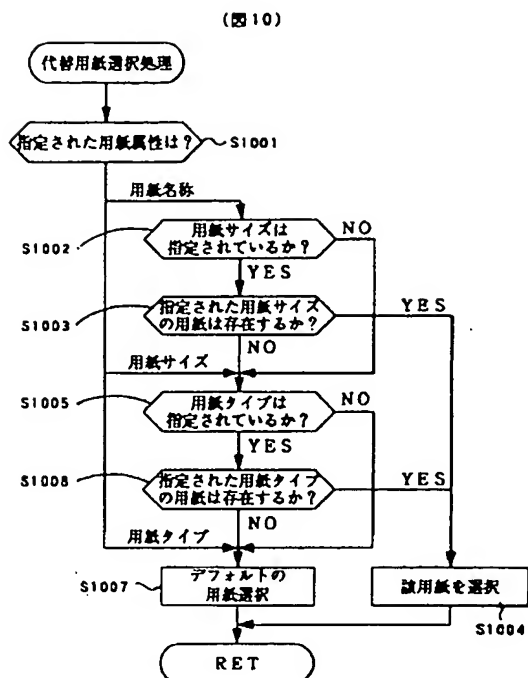 (図10)
代替用紙選択処理
指定された用紙属性は?
S1001
用紙名称
用紙サイズは
指定されているか?
NO
S1002
YES
指定された用紙サイズ
の用紙は存在するか?
YES
S1003
NO
用紙サイズ
S1005
用紙タイプは
指定されているか?
NO
YES
S1008
指定された用紙タイプ
の用紙は存在するか?
YES
NO
用紙タイプ
S1007
デフォルトの
用紙選択
該用紙を選択
S1004
RET